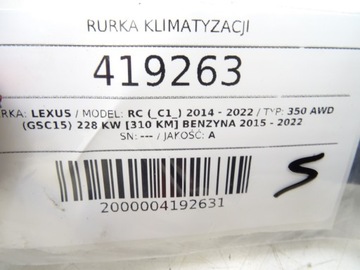 RURKA KLIMATYZACJI
419263
RKA: LEXUS / MODEL: RC (_C1_) 2014 - 2022 / TYP: 350 AWD
(GSC15) 228 KW [310 KM] BENZYNA 2015 - 2022
SN: --- / JAKOŚĆ: A
2000004192631
S